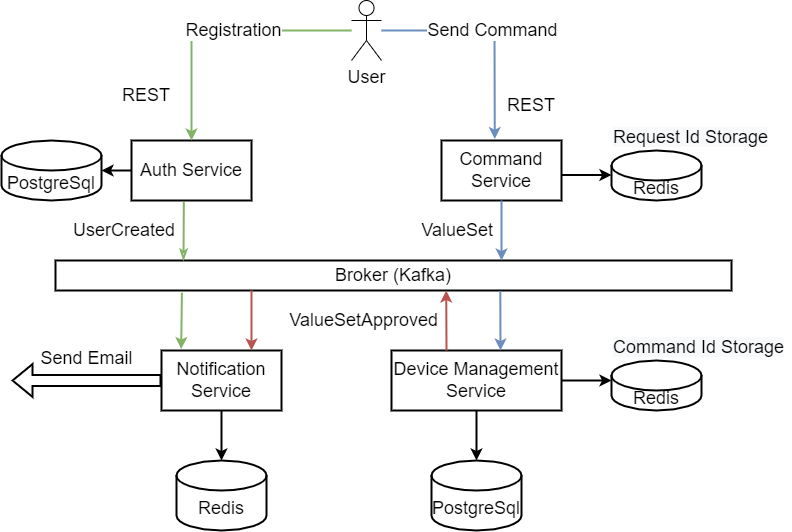 Registration
Send Command
User
REST
REST
Request Id Storage
PostgreSql
Auth Service
Command
Service
Redis
UserCreated
ValueSet
Broker (Kafka)
ValueSetApproved
Send Email
Notification
Service
Device Management
Service
Command Id Storage
Redis
Redis
PostgreSql